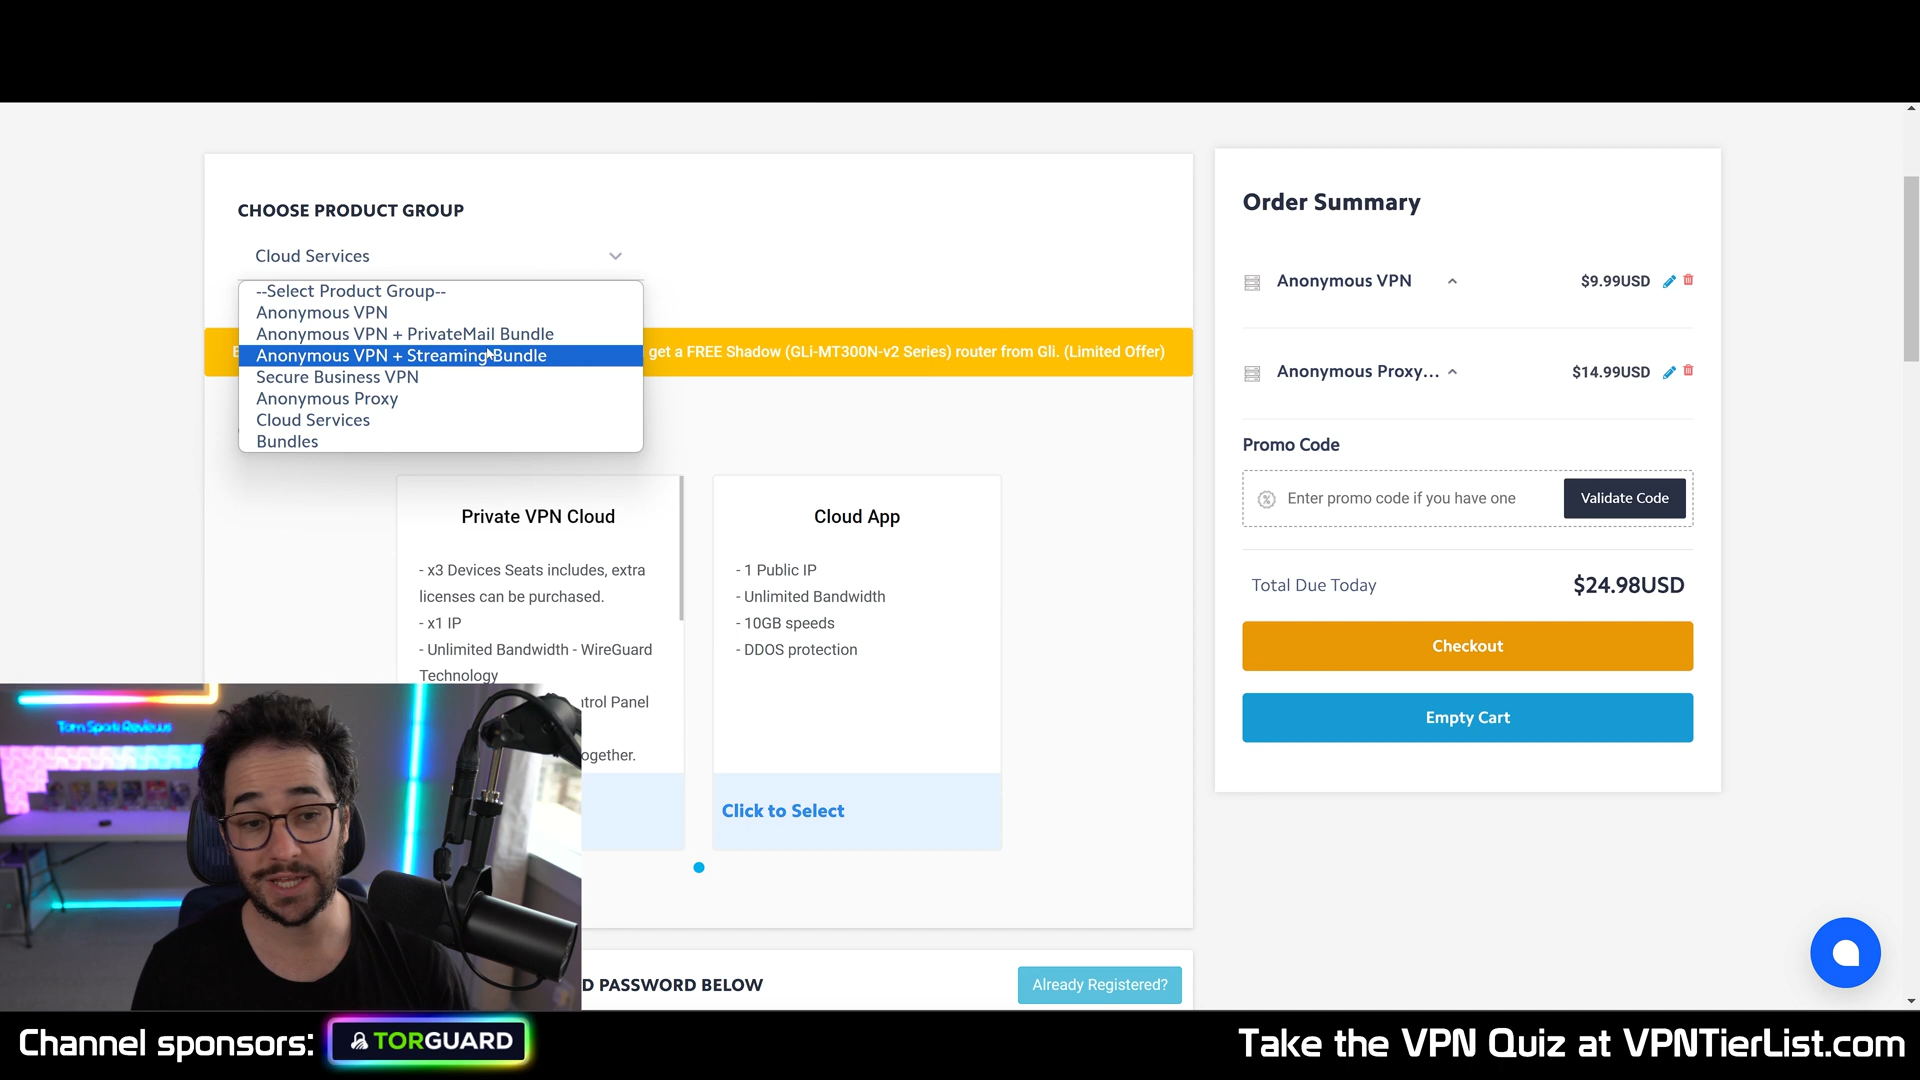 CHOOSE PRODUCT GROUP
Cloud Services
--Select Product Group--
Anonymous VPN
Anonymous VPN + PrivateMail Bundle
Anonymous VPN + Streaming Bundle
Secure Business VPN
Anonymous Proxy
Cloud Services
Bundles
get a FREE Shadow (GLi-MT300N-v2 Series) router from Gli. (Limited Offer)
Private VPN Cloud
- x3 Devices Seats includes, extra
licenses can be purchased.
- x1 IP
- Unlimited Bandwidth - WireGuard
Technology
ntrol Panel
ogether.
Cloud App
- 1 Public IP
- Unlimited Bandwidth
- 10GB speeds
- DDOS protection
Click to Select
D PASSWORD BELOW
Already Registered?
Order Summary
Anonymous VPN
$9.99USD
Anonymous Proxy...
$14.99USD
Promo Code
Enter promo code if you have one
Validate Code
Total Due Today
$24.98USD
Checkout
Empty Cart
Tom Spark Reviews
Channel sponsors:
TORGUARD
Take the VPN Quiz at VPNTierList.com